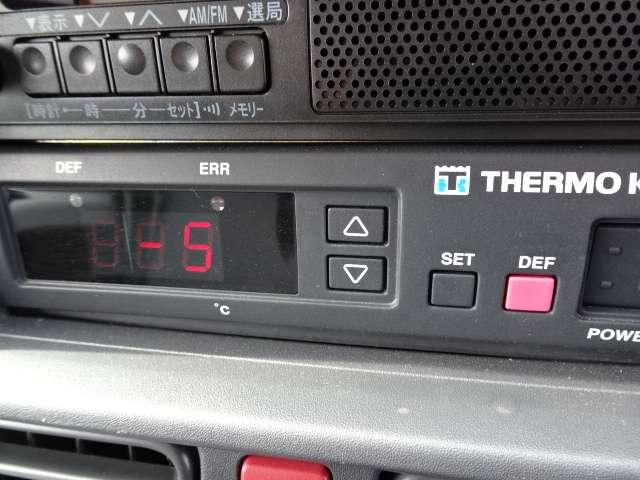 ▼表示 ▼╲╱ ▼╱╲ ▼AM/FM ▼選局
[時計 ← 時 — 分 — セット] メモリー
DEF ERR
THERMO K
-5
SET DEF
°C
POWE